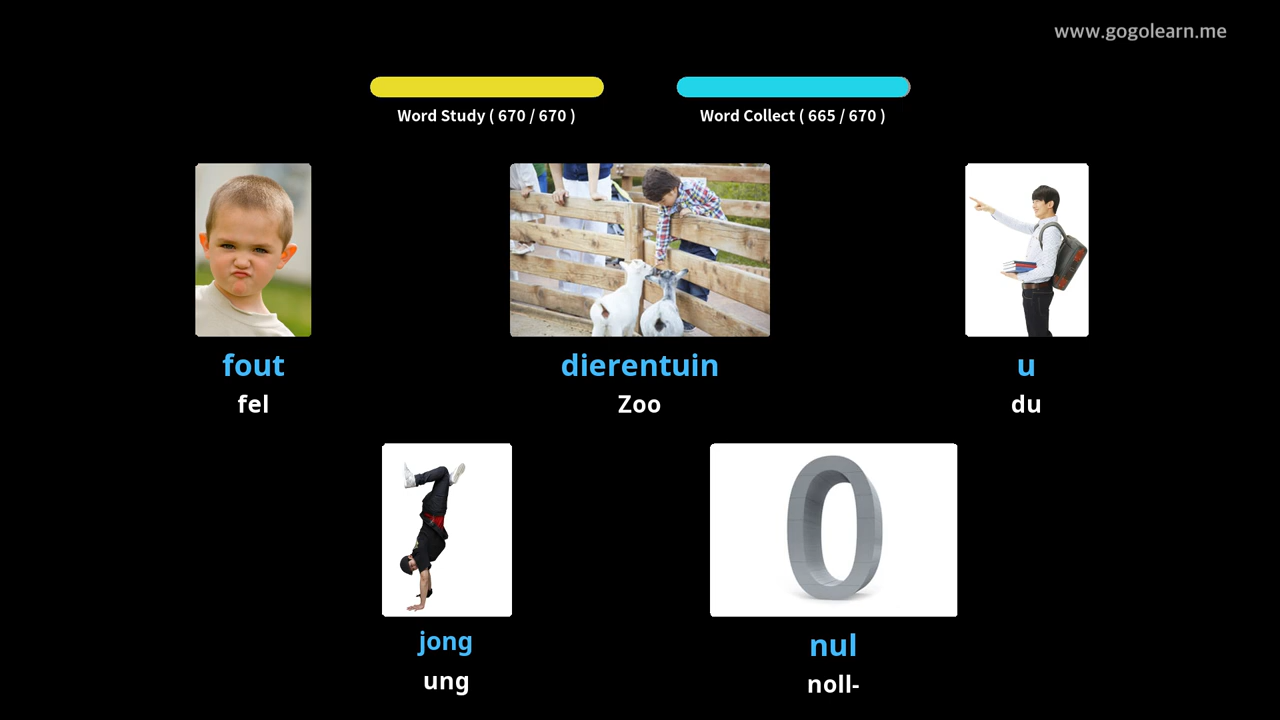 www.gogolearn.me
Word Study ( 670 / 670 )
Word Collect ( 665 / 670 )
fout
dierentuin
u
fel
Zoo
du
jong
nul
ung
noll-